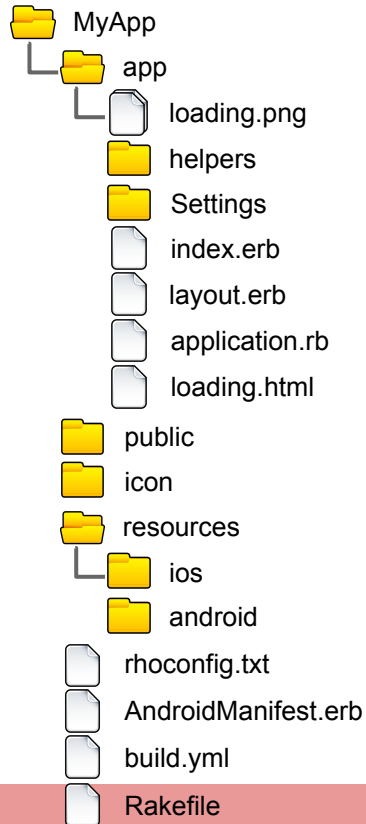 MyApp
app
loading.png
helpers
Settings
index.erb
layout.erb
application.rb
loading.html
public
icon
resources
ios
android
rhoconfig.txt
AndroidManifest.erb
build.yml
Rakefile